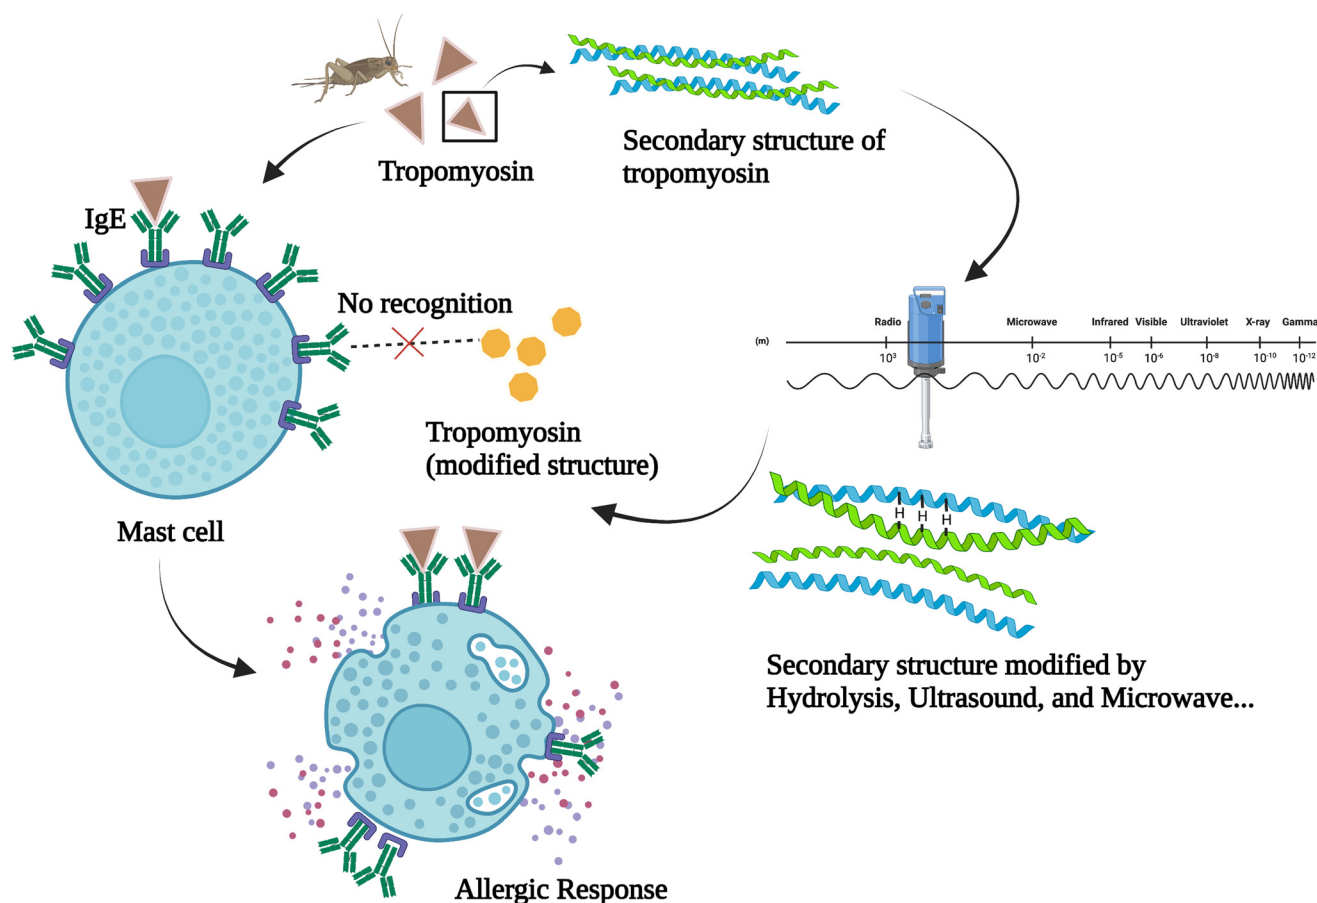 Tropomyosin
Secondary structure of
tropomyosin
IgE
No recognition
Tropomyosin
(modified structure)
Mast cell
Radio
Microwave
Infrared
Visible
Ultraviolet
X-ray
Gamma
(m)
10³
10⁻²
10⁻⁵
10⁻⁶
10⁻⁸
10⁻¹⁰
10⁻¹²
H
H
H
Secondary structure modified by
Hydrolysis, Ultrasound, and Microwave...
Allergic Response